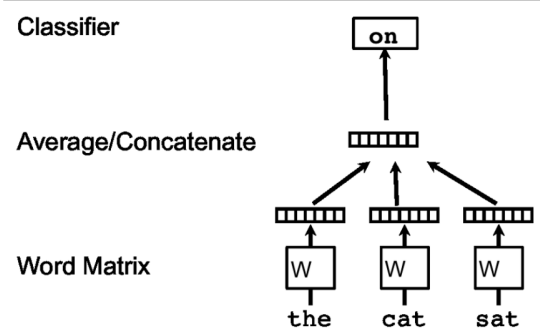 Classifier
on
Average/Concatenate
Word Matrix
W W W
the cat sat